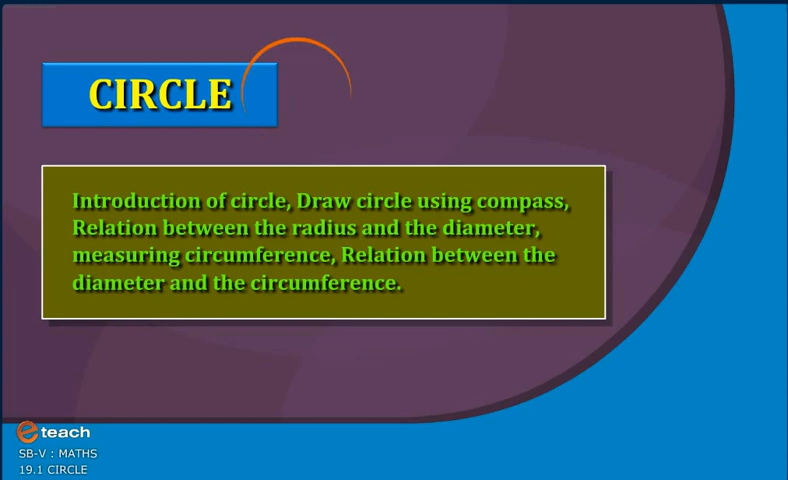 CIRCLE
Introduction of circle, Draw circle using compass,
Relation between the radius and the diameter,
measuring circumference, Relation between the
diameter and the circumference.
e teach
SB-V : MATHS
19.1 CIRCLE